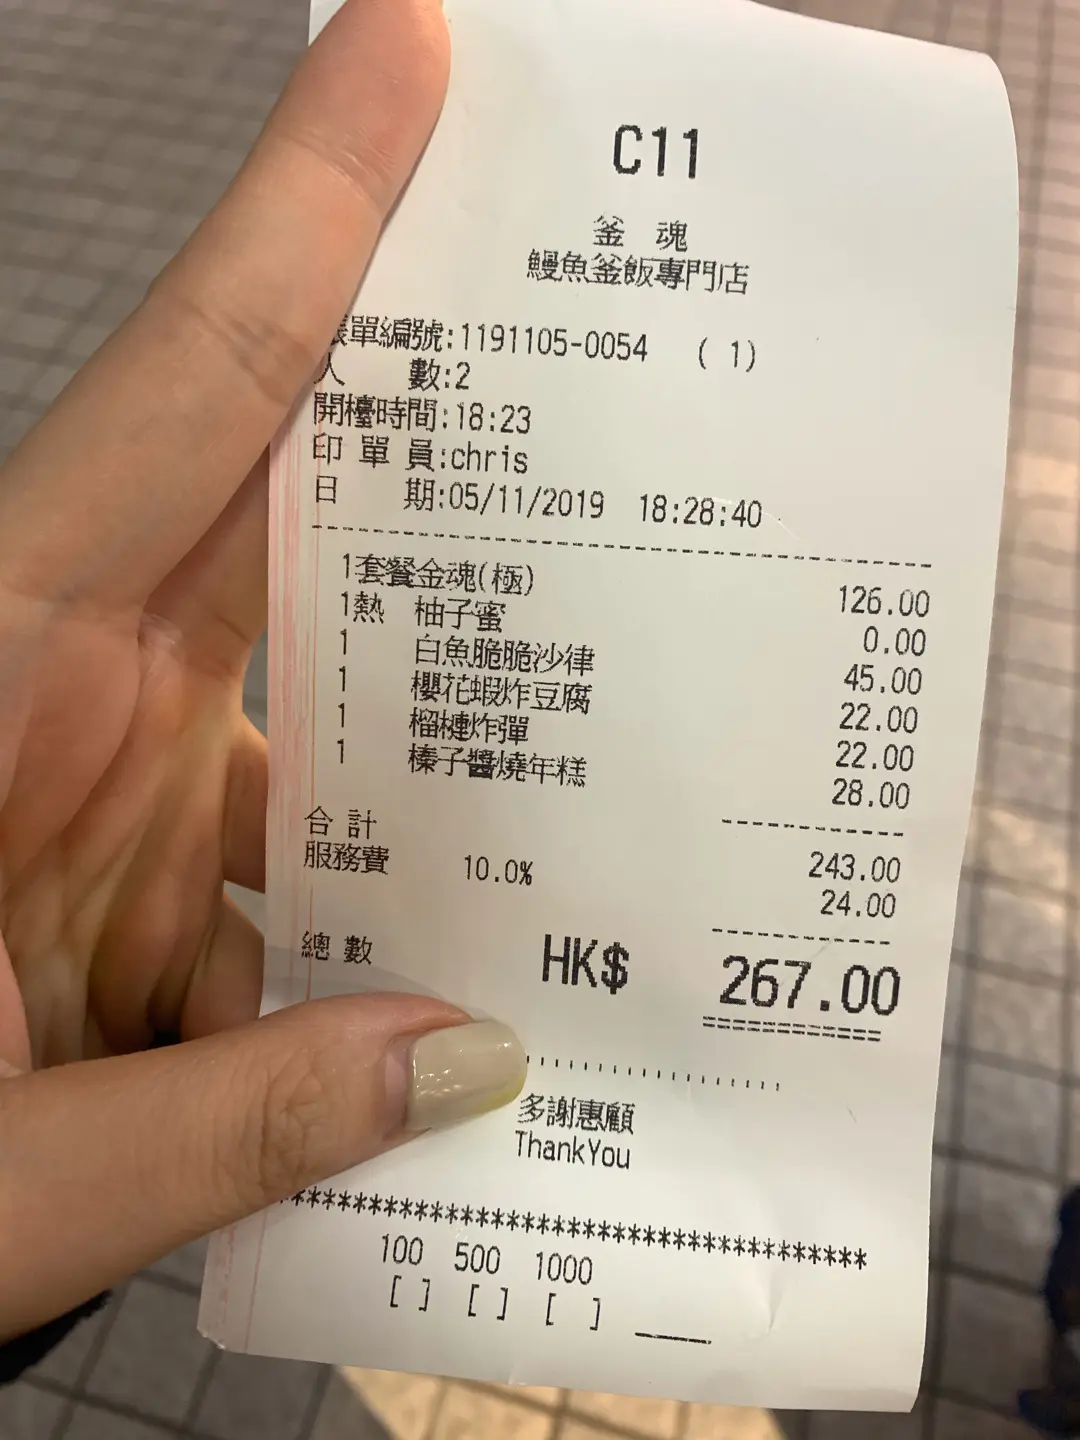 C11
釜 魂
鰻魚釜飯專門店
單編號:1191105-0054 ( 1)
人 數:2
開檯時間:18:23
印 單 員:chris
日 期:05/11/2019 18:28:40
1套餐金魂(極) 126.00
1熱 柚子蜜 0.00
1 白魚脆脆沙律 45.00
1 櫻花蝦炸豆腐 22.00
1 榴槤炸彈 22.00
1 榛子醬燒年糕 28.00
合 計 243.00
服務費 10.0% 24.00
總 數 HK$ 267.00
多謝惠顧
ThankYou
100 500 1000
[ ] [ ] [ ] ____